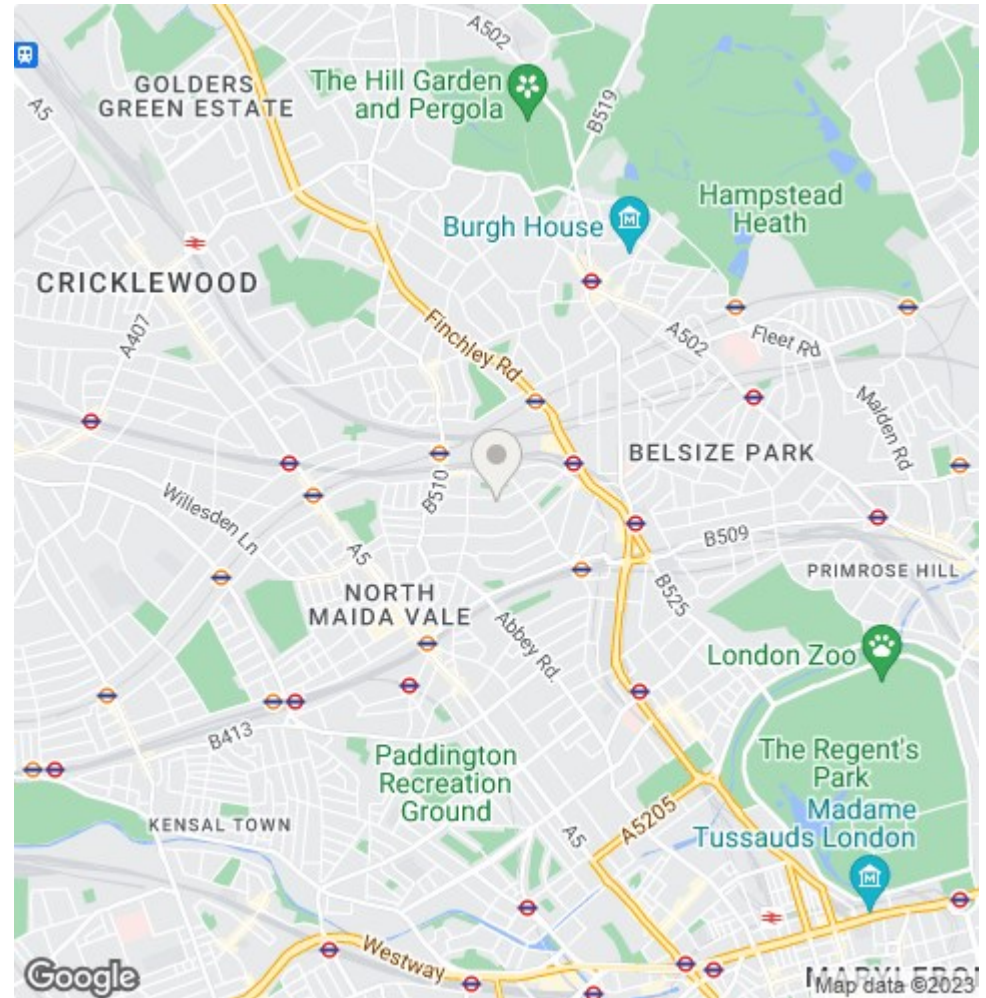 A502
GOLDERS
GREEN ESTATE
The Hill Garden
and Pergola
B519
A5
Hampstead
Heath
Burgh House
CRICKLEWOOD
A407
Finchley Rd
A502
Fleet Rd
Malden Rd
BELSIZE PARK
B510
Willesden Ln
A5
B509
PRIMROSE HILL
B525
NORTH
MAIDA VALE
Abbey Rd.
London Zoo
B413
Paddington
Recreation
Ground
The Regent's
Park
Madame
Tussauds London
KENSAL TOWN
A5
A5205
Westway
Google
Map data ©2023